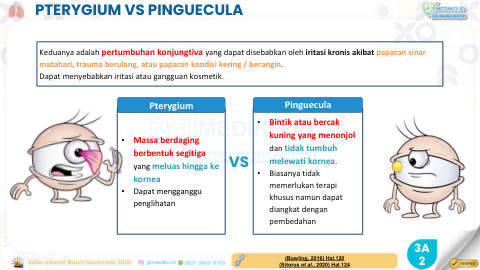 PTERYGIUM VS PINGUECULA
MEDIKO.ID
Keduanya adalah pertumbuhan konjungtiva yang dapat disebabkan oleh iritasi kronis akibat paparan sinar
matahari, trauma berulang, atau paparan kondisi kering / berangin.
Dapat menyebabkan iritasi atau gangguan kosmetik.
Pterygium
• Massa berdaging
berbentuk segitiga
yang meluas hingga ke
kornea
• Dapat mengganggu
penglihatan
VS
Pinguecula
• Bintik atau bercak
kuning yang menonjol
dan tidak tumbuh
melewati kornea.
• Biasanya tidak
memerlukan terapi
khusus namun dapat
diangkat dengan
pembedahan
(Bowling, 2016) Hal.120
(Sitorus et al., 2020) Hal.124
3A
2